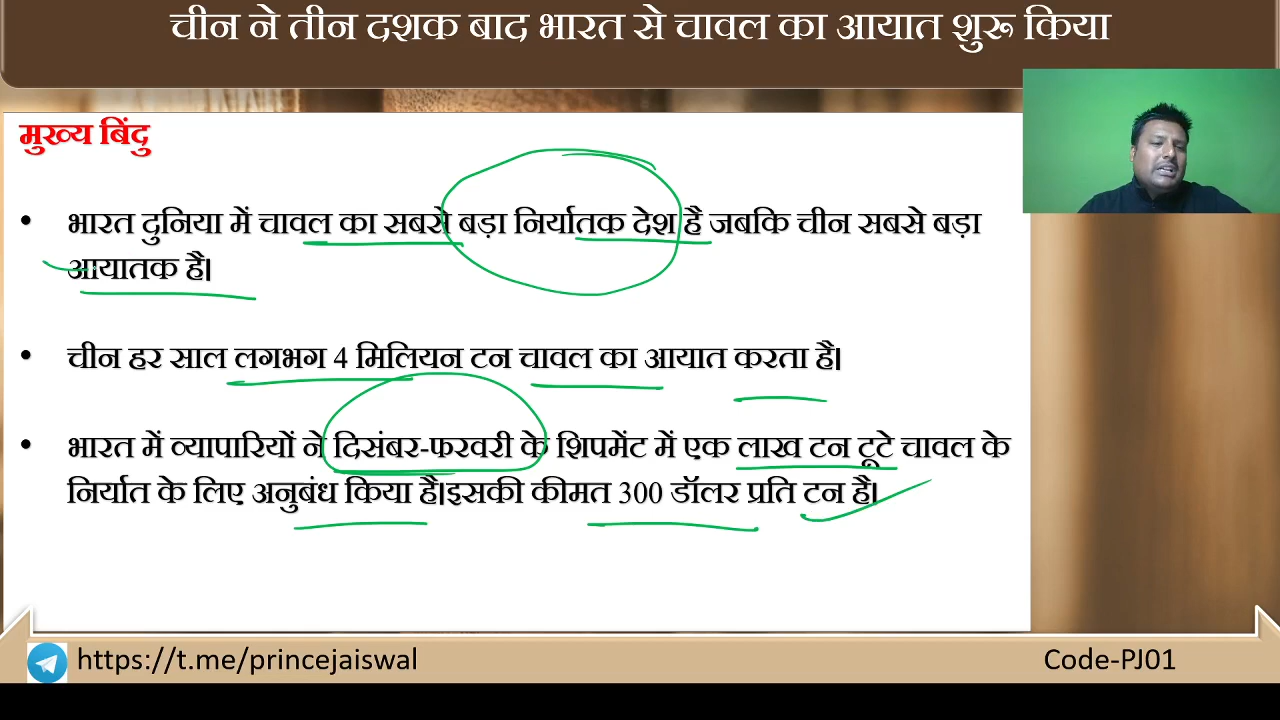 चीन ने तीन दशक बाद भारत से चावल का आयात शुरू किया
मुख्य बिंदु
• भारत दुनिया में चावल का सबसे बड़ा निर्यातक देश है जबकि चीन सबसे बड़ा
आयातक है।
• चीन हर साल लगभग 4 मिलियन टन चावल का आयात करता है।
• भारत में व्यापारियों ने दिसंबर-फरवरी के शिपमेंट में एक लाख टन टूटे चावल के
निर्यात के लिए अनुबंध किया है।इसकी कीमत 300 डॉलर प्रति टन है।
https://t.me/princejaiswal
Code-PJ01